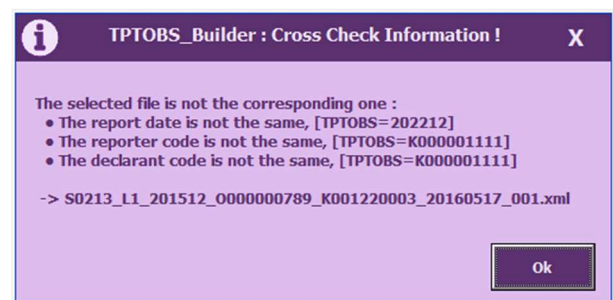 TPTOBS_Builder : Cross Check Information !
X
The selected file is not the corresponding one :
• The report date is not the same, [TPTOBS=202212]
• The reporter code is not the same, [TPTOBS=K000001111]
• The declarant code is not the same, [TPTOBS=K000001111]
-> S0213_L1_201512_O000000789_K001220003_20160517_001.xml
Ok